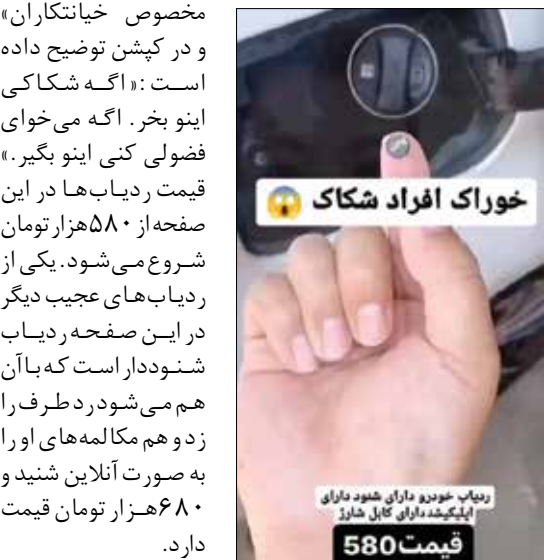 مخصوص خیانتکاران»
و در کپشن توضیح داده
است: «اگه شکاکی
اینو بخر. اگه می‌خوای
فضولی کنی اینو بگیر.»
قیمت ردیاب‌ها در این
صفحه از ۵۸۰هزار تومان
شروع می‌شود. یکی از
ردیاب‌های عجیب دیگر
در این صفحه ردیاب
شنوددار است که با آن
هم می‌شود رد طرف را
زد و هم مکالمه‌های او را
به صورت آنلاین شنید و
۶۸۰هزار تومان قیمت
دارد.
خوراک افراد شکاک 😱
ردیاب خودرو دارای شنود دارای
اپلیکیشد دارای کابل شارژ
قیمت580